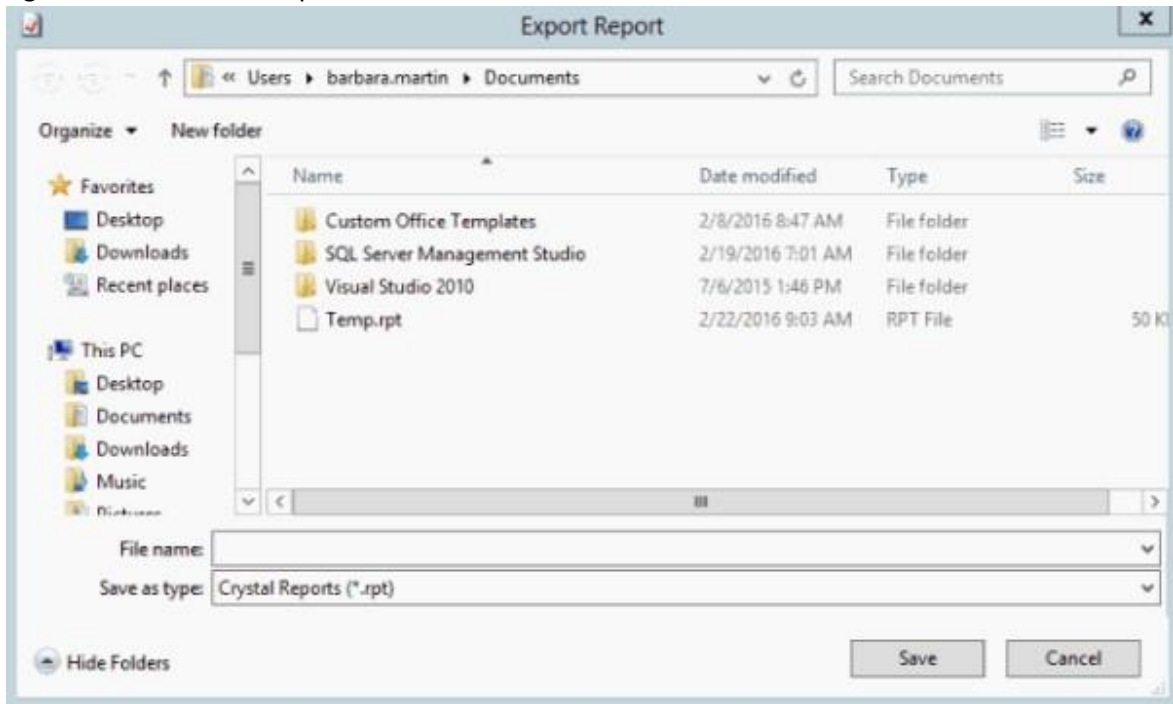 Export Report
x
« Users ▸ barbara.martin ▸ Documents
Search Documents
Organize New folder
Name Date modified Type Size
Favorites
Desktop
Downloads
Recent places
This PC
Desktop
Documents
Downloads
Music
Custom Office Templates 2/8/2016 8:47 AM File folder
SQL Server Management Studio 2/19/2016 7:01 AM File folder
Visual Studio 2010 7/6/2015 1:46 PM File folder
Temp.rpt 2/22/2016 9:03 AM RPT File 50
File name:
Save as type: Crystal Reports (*.rpt)
Hide Folders
Save Cancel